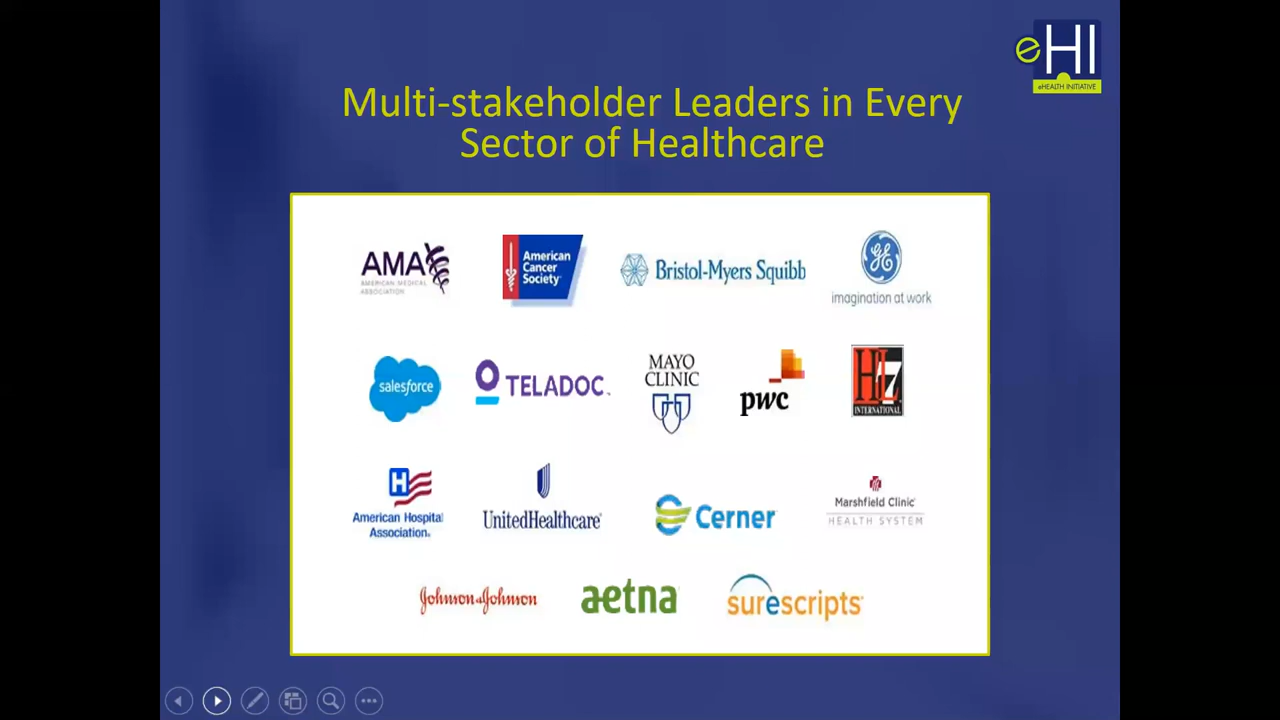 eHI
eHEALTH INITIATIVE
Multi-stakeholder Leaders in Every
Sector of Healthcare
AMA
AMERICAN MEDICAL
ASSOCIATION
American
Cancer
Society
Bristol-Myers Squibb
GE
imagination at work
salesforce
TELADOC™
MAYO
CLINIC
pwc
HL7
INTERNATIONAL
H
American Hospital
Association®
UnitedHealthcare®
Cerner
Marshfield Clinic
HEALTH SYSTEM
Johnson & Johnson
aetna
surescripts